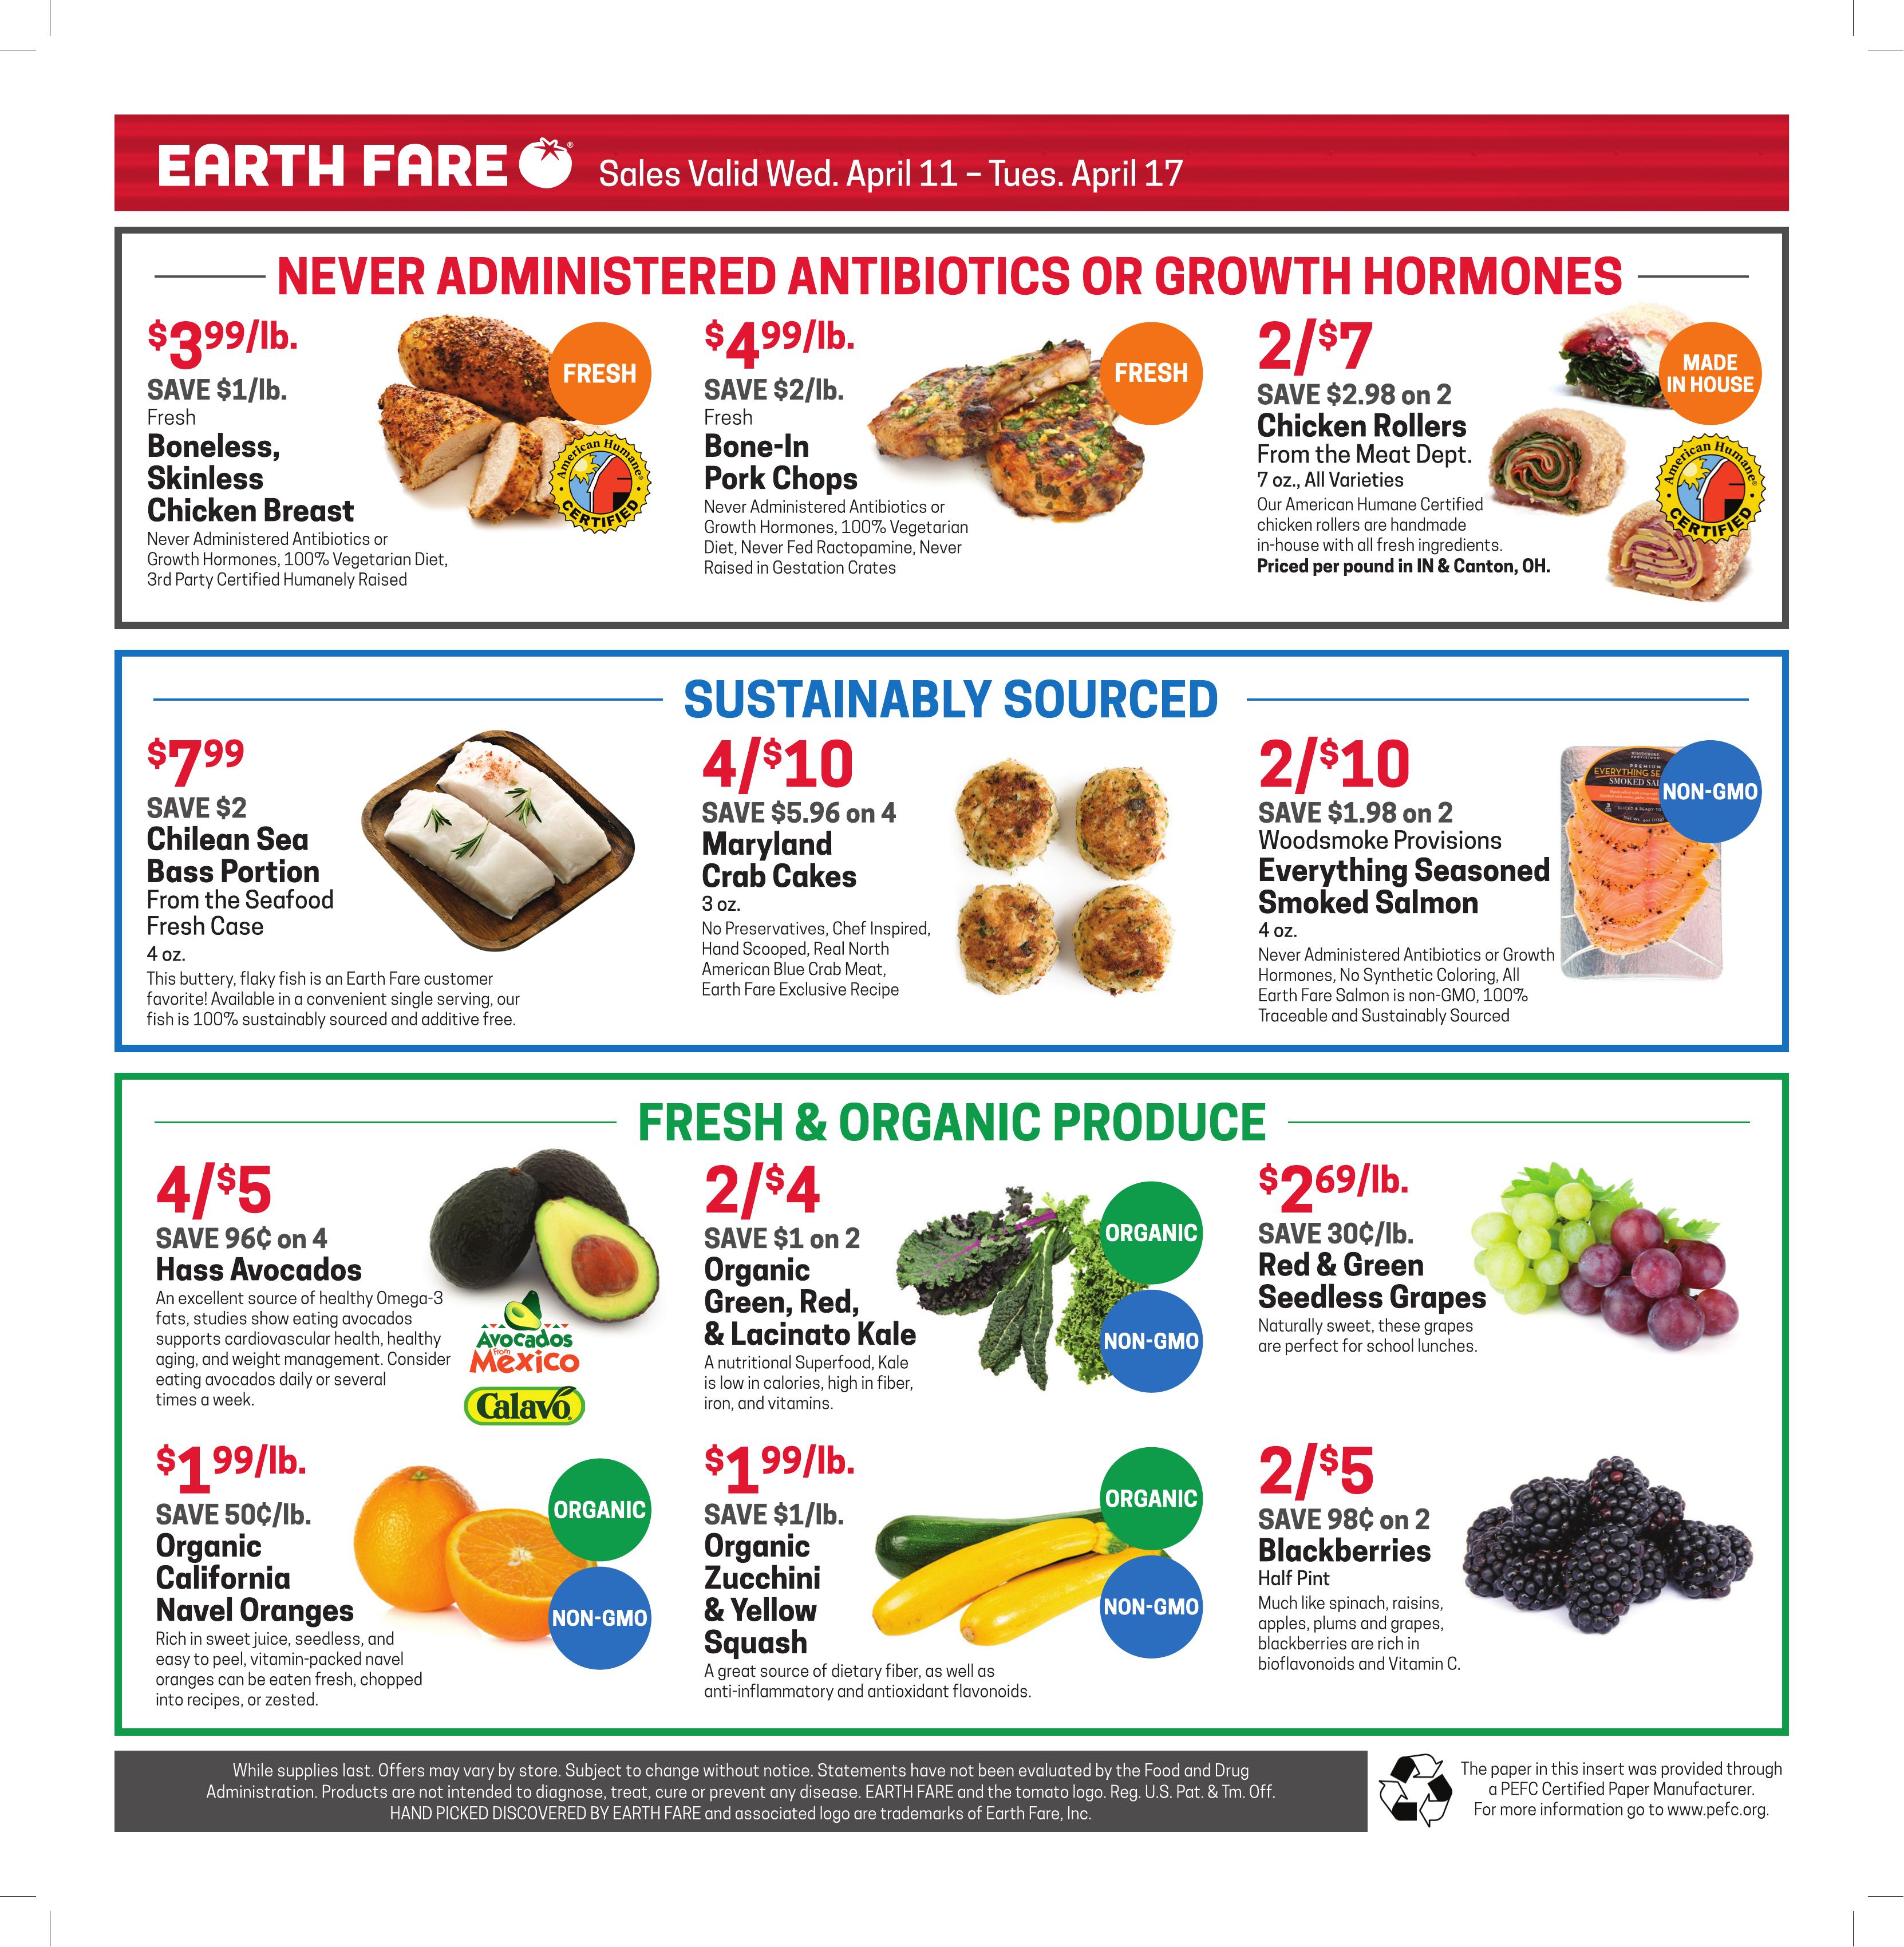 EARTH FARE ® Sales Valid Wed. April 11 – Tues. April 17
NEVER ADMINISTERED ANTIBIOTICS OR GROWTH HORMONES
$3 99/lb.
SAVE $1/lb.
Fresh
Boneless,
Skinless
Chicken Breast
Never Administered Antibiotics or
Growth Hormones, 100% Vegetarian Diet,
3rd Party Certified Humanely Raised
FRESH
American Humane
CERTIFIED
$4 99/lb.
SAVE $2/lb.
Fresh
Bone-In
Pork Chops
Never Administered Antibiotics or
Growth Hormones, 100% Vegetarian
Diet, Never Fed Ractopamine, Never
Raised in Gestation Crates
FRESH
2/$7
SAVE $2.98 on 2
Chicken Rollers
From the Meat Dept.
7 oz., All Varieties
Our American Humane Certified
chicken rollers are handmade
in-house with all fresh ingredients.
Priced per pound in IN & Canton, OH.
MADE
IN HOUSE
American Humane
CERTIFIED
SUSTAINABLY SOURCED
$7 99
SAVE $2
Chilean Sea
Bass Portion
From the Seafood
Fresh Case
4 oz.
This buttery, flaky fish is an Earth Fare customer
favorite! Available in a convenient single serving, our
fish is 100% sustainably sourced and additive free.
4/$10
SAVE $5.96 on 4
Maryland
Crab Cakes
3 oz.
No Preservatives, Chef Inspired,
Hand Scooped, Real North
American Blue Crab Meat,
Earth Fare Exclusive Recipe
2/$10
SAVE $1.98 on 2
Woodsmoke Provisions
Everything Seasoned
Smoked Salmon
4 oz.
Never Administered Antibiotics or Growth
Hormones, No Synthetic Coloring, All
Earth Fare Salmon is non-GMO, 100%
Traceable and Sustainably Sourced
PREMIUM
EVERYTHING SE
SMOKED SAL
NON-GMO
FRESH & ORGANIC PRODUCE
4/$5
SAVE 96¢ on 4
Hass Avocados
An excellent source of healthy Omega-3
fats, studies show eating avocados
supports cardiovascular health, healthy
aging, and weight management. Consider
eating avocados daily or several
times a week.
Avocados
From
Mexico
Calavo
2/$4
SAVE $1 on 2
Organic
Green, Red,
& Lacinato Kale
A nutritional Superfood, Kale
is low in calories, high in fiber,
iron, and vitamins.
ORGANIC
NON-GMO
$2 69/lb.
SAVE 30¢/lb.
Red & Green
Seedless Grapes
Naturally sweet, these grapes
are perfect for school lunches.
$1 99/lb.
SAVE 50¢/lb.
Organic
California
Navel Oranges
Rich in sweet juice, seedless, and
easy to peel, vitamin-packed navel
oranges can be eaten fresh, chopped
into recipes, or zested.
ORGANIC
NON-GMO
$1 99/lb.
SAVE $1/lb.
Organic
Zucchini
& Yellow
Squash
A great source of dietary fiber, as well as
anti-inflammatory and antioxidant flavonoids.
ORGANIC
NON-GMO
2/$5
SAVE 98¢ on 2
Blackberries
Half Pint
Much like spinach, raisins,
apples, plums and grapes,
blackberries are rich in
bioflavonoids and Vitamin C.
While supplies last. Offers may vary by store. Subject to change without notice. Statements have not been evaluated by the Food and Drug
Administration. Products are not intended to diagnose, treat, cure or prevent any disease. EARTH FARE and the tomato logo. Reg. U.S. Pat. & Tm. Off.
HAND PICKED DISCOVERED BY EARTH FARE and associated logo are trademarks of Earth Fare, Inc.
The paper in this insert was provided through
a PEFC Certified Paper Manufacturer.
For more information go to www.pefc.org.